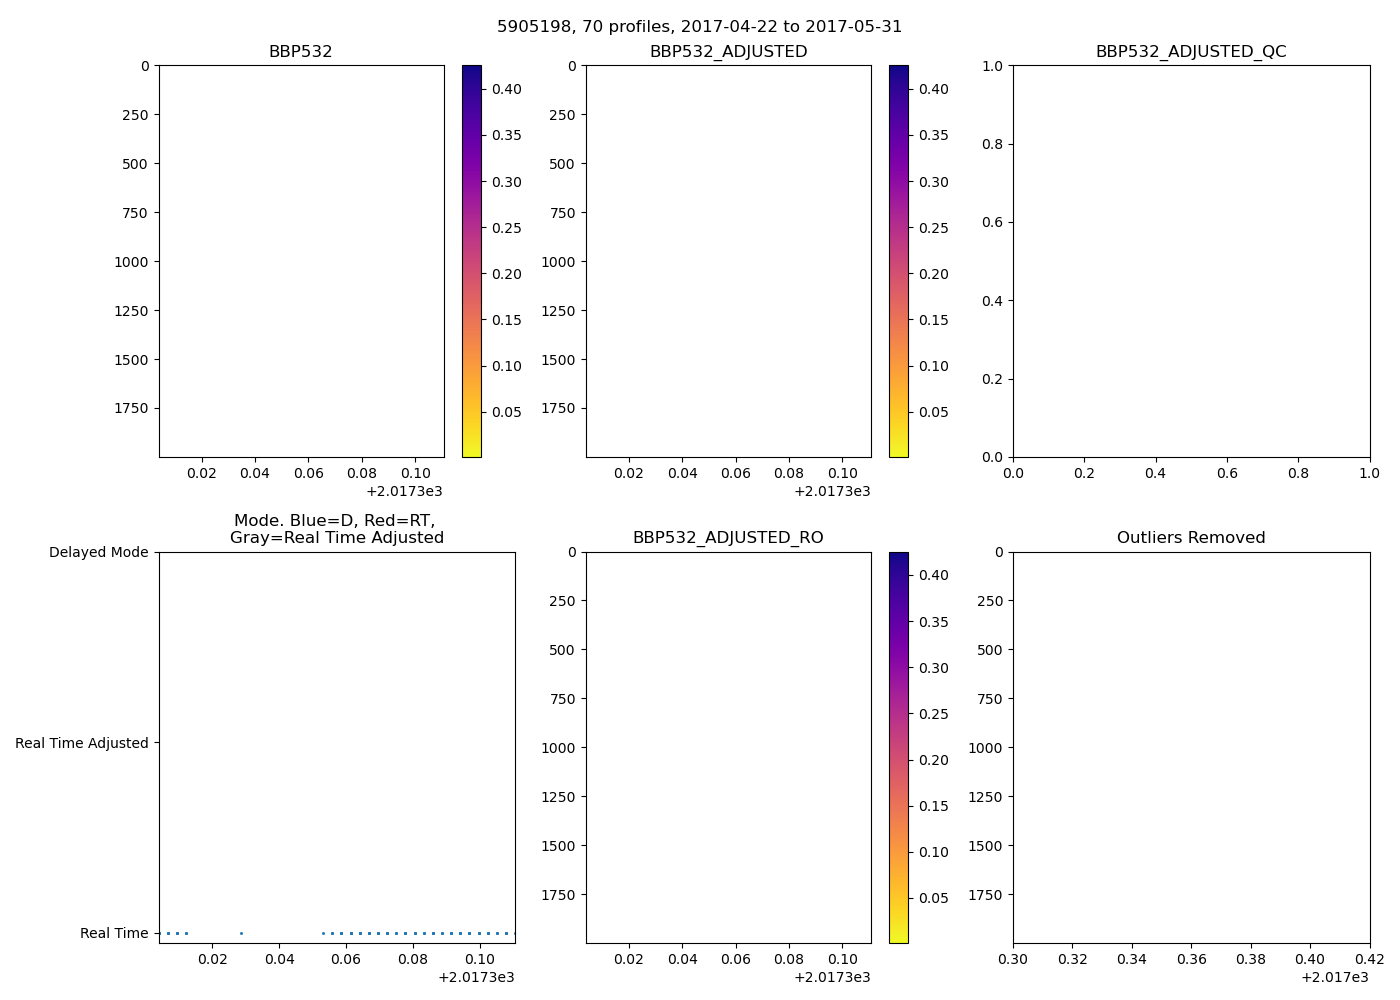 5905198, 70 profiles, 2017-04-22 to 2017-05-31
BBP532
0
250
500
750
1000
1250
1500
1750
0.02 0.04 0.06 0.08 0.10
+2.0173e3
0.40
0.35
0.30
0.25
0.20
0.15
0.10
0.05
BBP532_ADJUSTED
0
250
500
750
1000
1250
1500
1750
0.02 0.04 0.06 0.08 0.10
+2.0173e3
0.40
0.35
0.30
0.25
0.20
0.15
0.10
0.05
BBP532_ADJUSTED_QC
1.0
0.8
0.6
0.4
0.2
0.0
0.0 0.2 0.4 0.6 0.8 1.0
Mode. Blue=D, Red=RT,
Gray=Real Time Adjusted
Delayed Mode
Real Time Adjusted
Real Time
0.02 0.04 0.06 0.08 0.10
+2.0173e3
BBP532_ADJUSTED_RO
0
250
500
750
1000
1250
1500
1750
0.02 0.04 0.06 0.08 0.10
+2.0173e3
0.40
0.35
0.30
0.25
0.20
0.15
0.10
0.05
Outliers Removed
0
250
500
750
1000
1250
1500
1750
0.30 0.32 0.34 0.36 0.38 0.40 0.42
+2.017e3